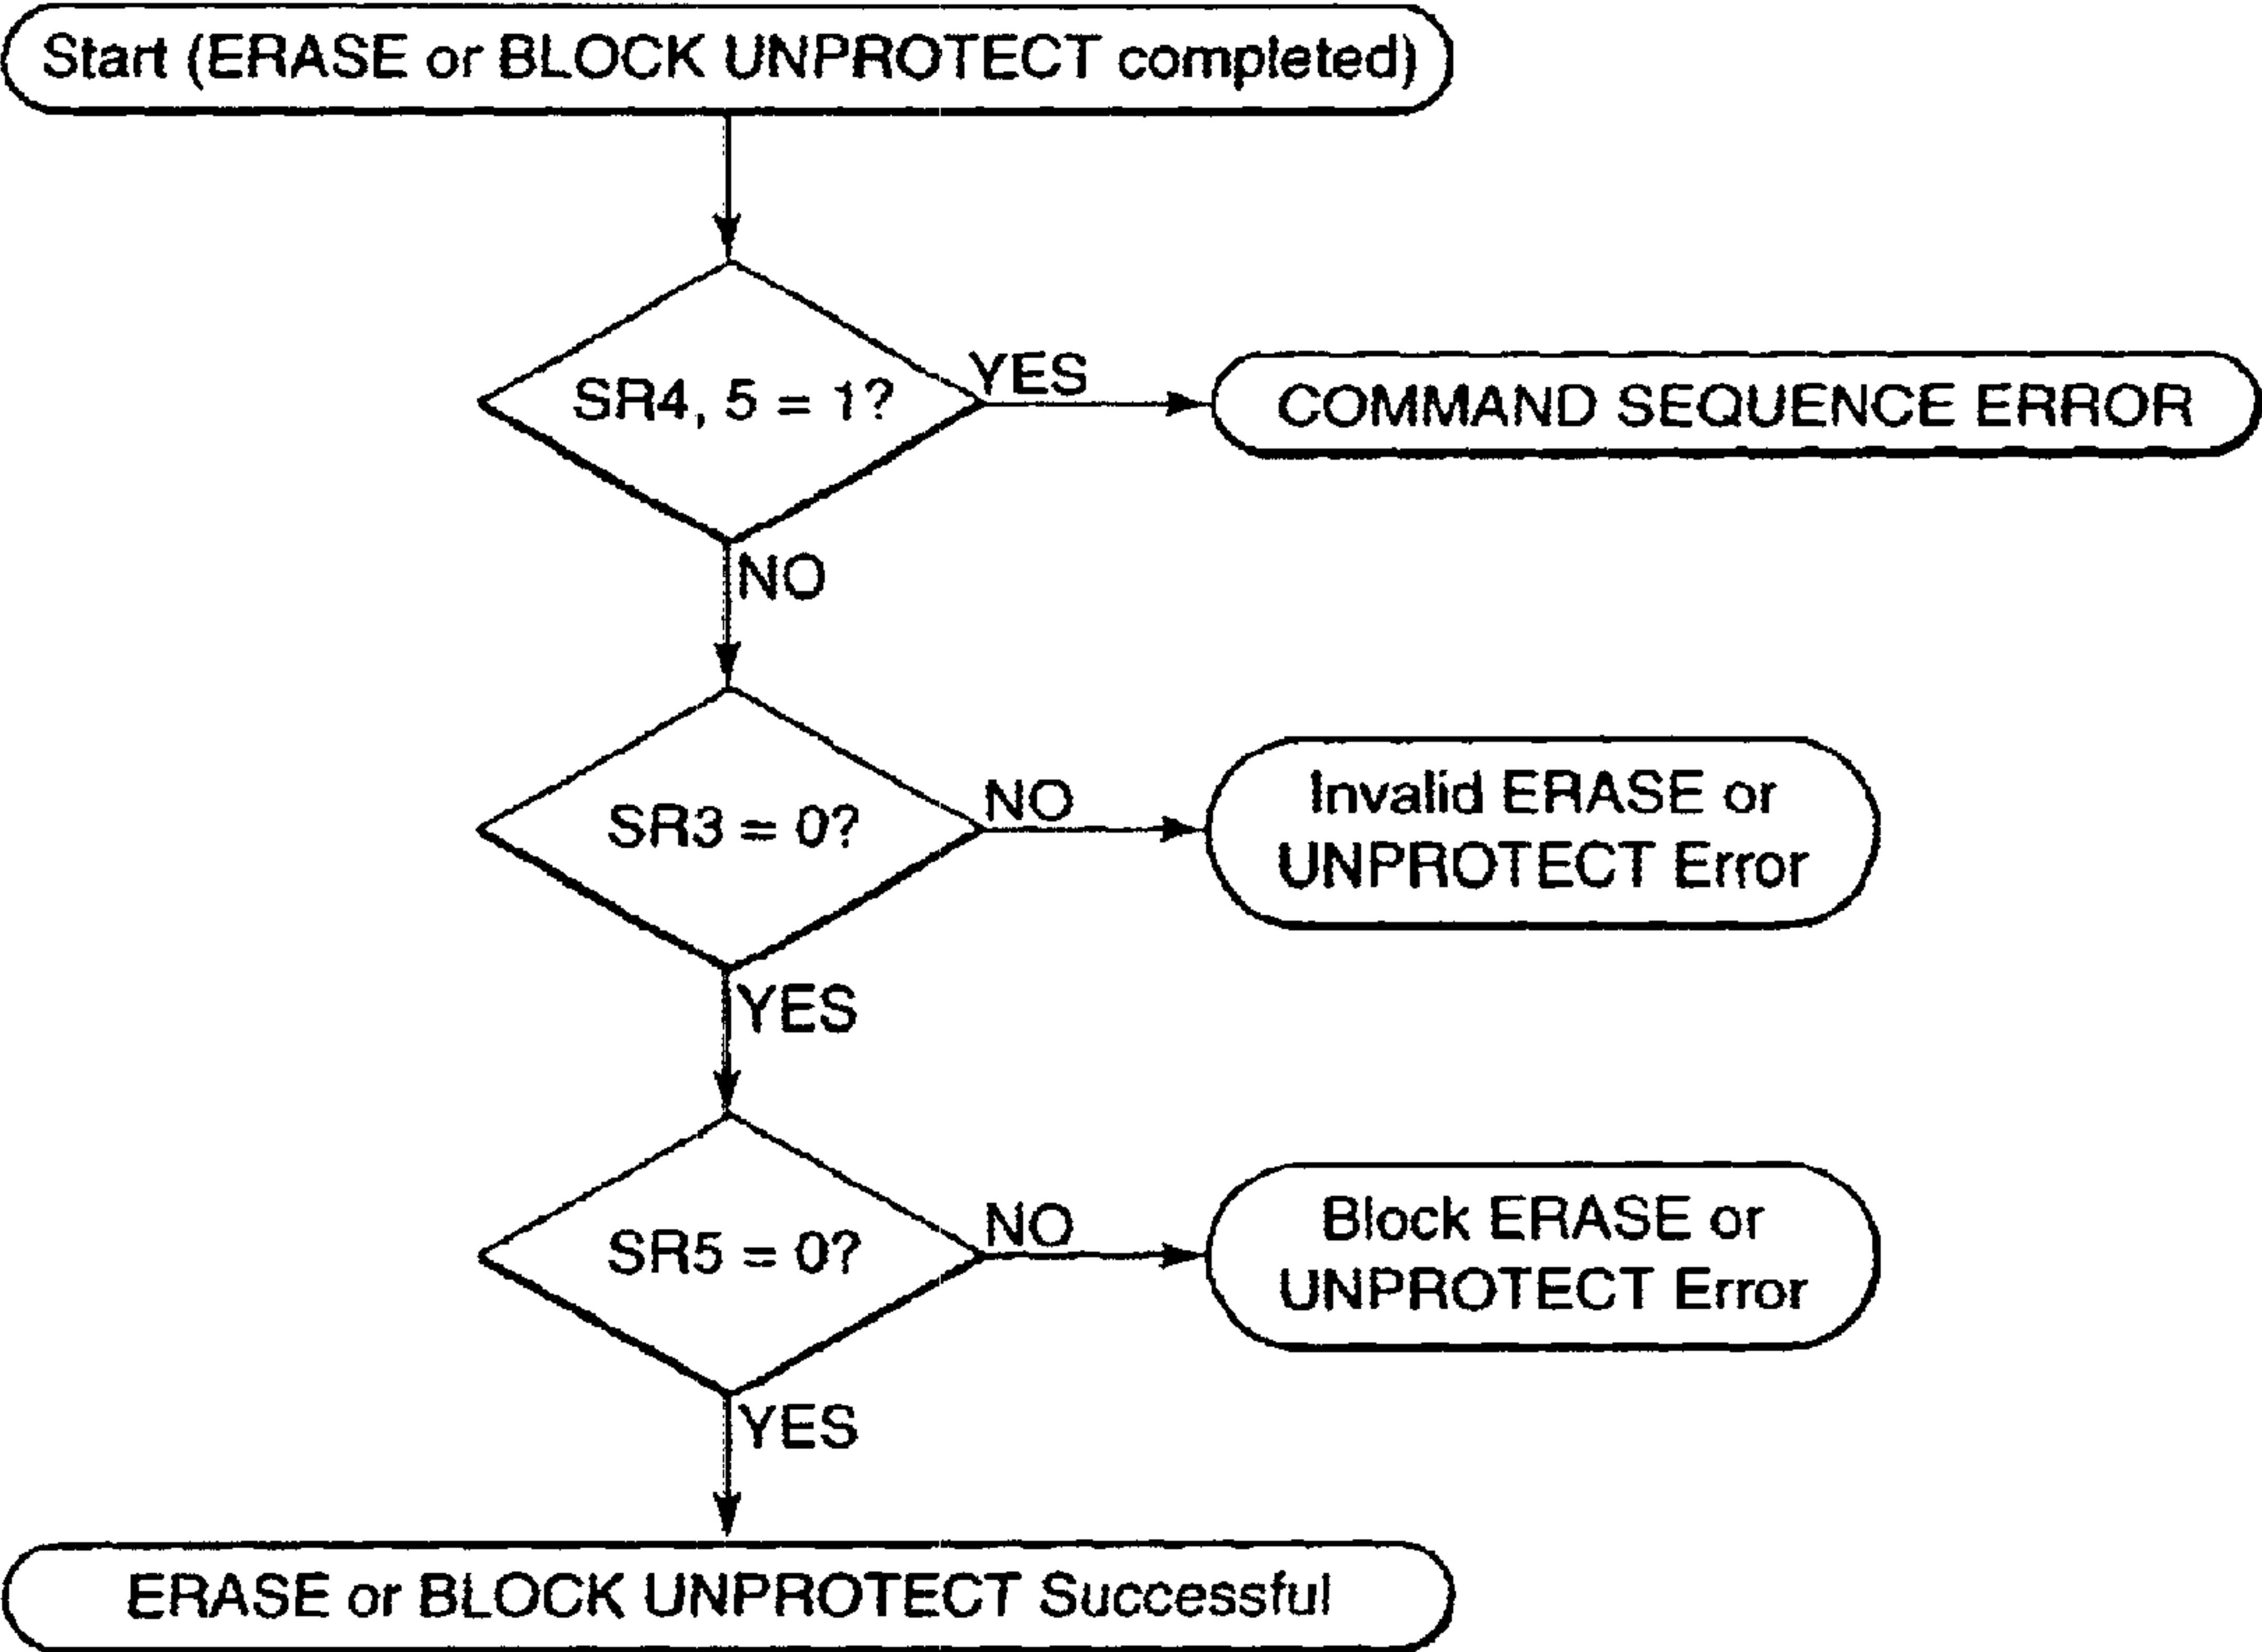 Start (ERASE or BLOCK UNPROTECT completed)
SR4, 5 = 1?
YES
COMMAND SEQUENCE ERROR
NO
SR3 = 0?
NO
Invalid ERASE or
UNPROTECT Error
YES
SR5 = 0?
NO
Block ERASE or
UNPROTECT Error
YES
ERASE or BLOCK UNPROTECT Successful